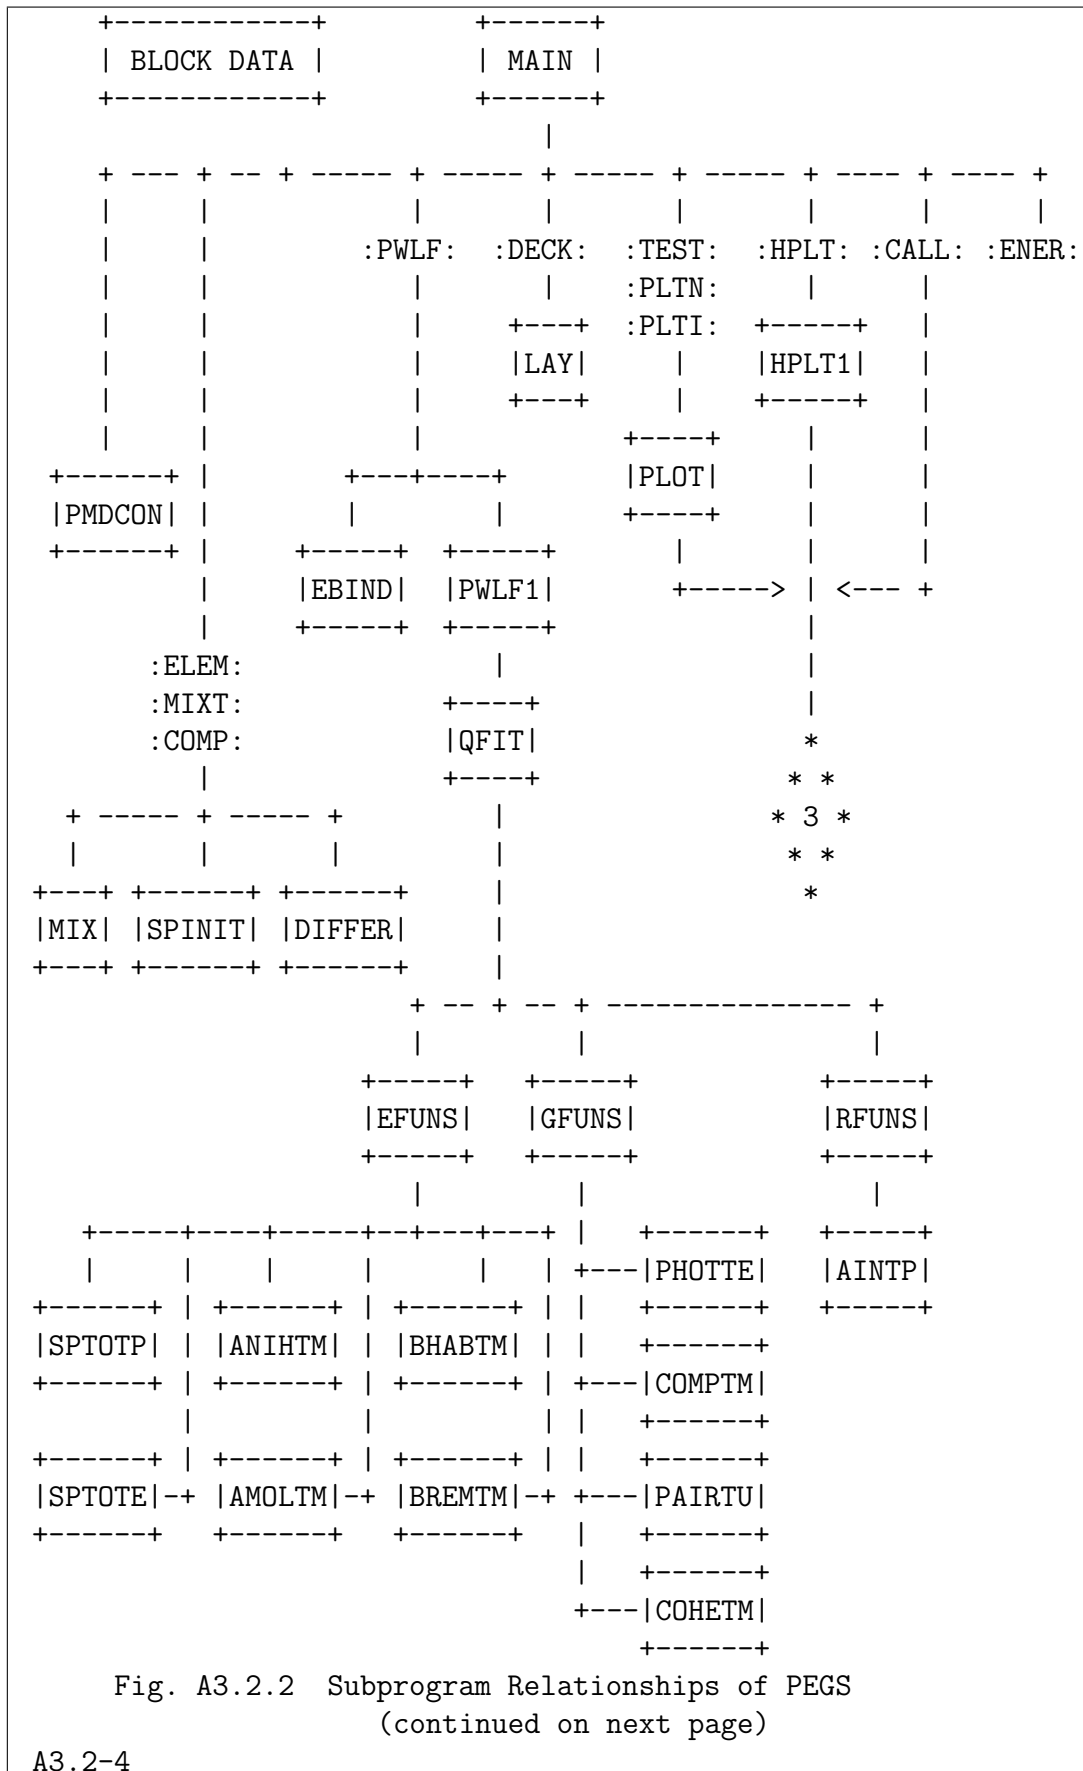 +------------+          +------+
| BLOCK DATA |          | MAIN |
+------------+          +------+
|
+ --- + -- + ----- + ----- + ----- + ----- + ---- + ---- +
|     |            |       |       |       |      |      |
|     |         :PWLF:  :DECK:  :TEST:  :HPLT: :CALL: :ENER:
|     |            |       |    :PLTN:     |      |
|     |            |     +---+  :PLTI:  +-----+   |
|     |            |     |LAY|     |    |HPLT1|   |
|     |            |     +---+     |    +-----+   |
|     |            |            +----+     |      |
+------+ |        +---+----+       |PLOT|     |      |
|PMDCON| |        |        |       +----+     |      |
+------+ |     +-----+  +-----+       |       |      |
|     |EBIND|  |PWLF1|       +-----> | <--- +
|     +-----+  +-----+               |
:ELEM:               |                  |
:MIXT:            +----+                |
:COMP:            |QFIT|                *
|               +----+               * *
+ ----- + ----- +         |                * 3 *
|       |       |         |                 * *
+---+ +------+ +------+      |                  *
|MIX| |SPINIT| |DIFFER|      |
+---+ +------+ +------+      |
+ -- + -- + --------------- +
|         |                 |
+-----+   +-----+           +-----+
|EFUNS|   |GFUNS|           |RFUNS|
+-----+   +-----+           +-----+
|         |                 |
+-----+----+-----+--+---+---+ |   +------+   +-----+
|     |    |     |      |   | +---|PHOTTE|   |AINTP|
+------+ | +------+ | +------+ | |   +------+   +-----+
|SPTOTP| | |ANIHTM| | |BHABTM| | |   +------+
+------+ | +------+ | +------+ | +---|COMPTM|
|          |          | |   +------+
+------+ | +------+ | +------+ | |   +------+
|SPTOTE|-+ |AMOLTM|-+ |BREMTM|-+ +---|PAIRTU|
+------+   +------+   +------+   |   +------+
|   +------+
+---|COHETM|
+------+
Fig. A3.2.2  Subprogram Relationships of PEGS
(continued on next page)
A3.2-4